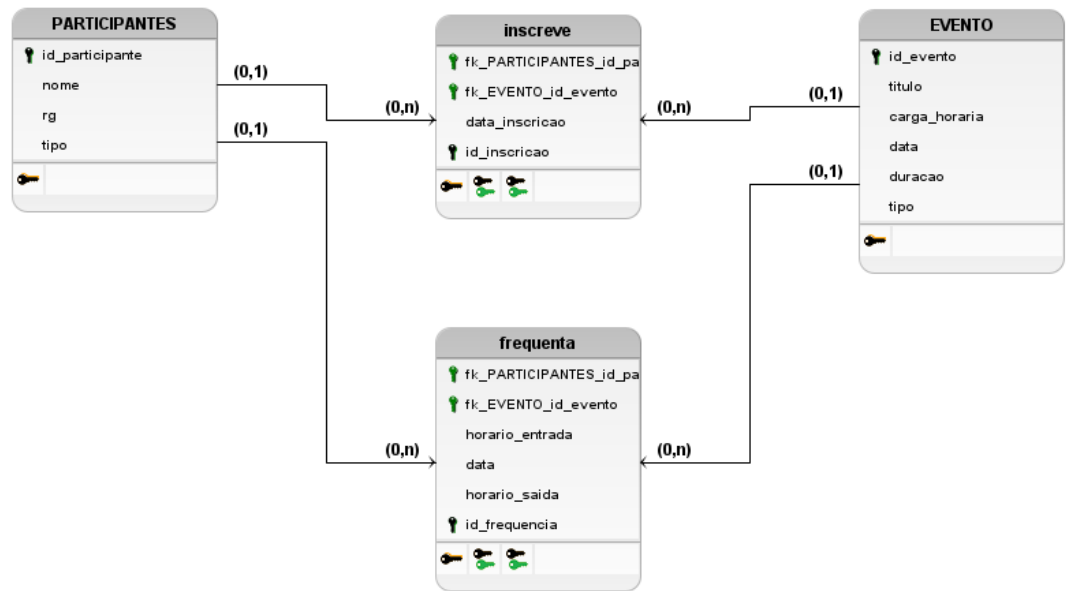 PARTICIPANTES
id_participante
nome
rg
tipo
(0,1)
(0,1)
(0,n)
inscreve
fk_PARTICIPANTES_id_pa
fk_EVENTO_id_evento
data_inscricao
id_inscricao
(0,n)
(0,1)
(0,1)
EVENTO
id_evento
titulo
carga_horaria
data
duracao
tipo
(0,n)
frequenta
fk_PARTICIPANTES_id_pa
fk_EVENTO_id_evento
horario_entrada
data
horario_saida
id_frequencia
(0,n)